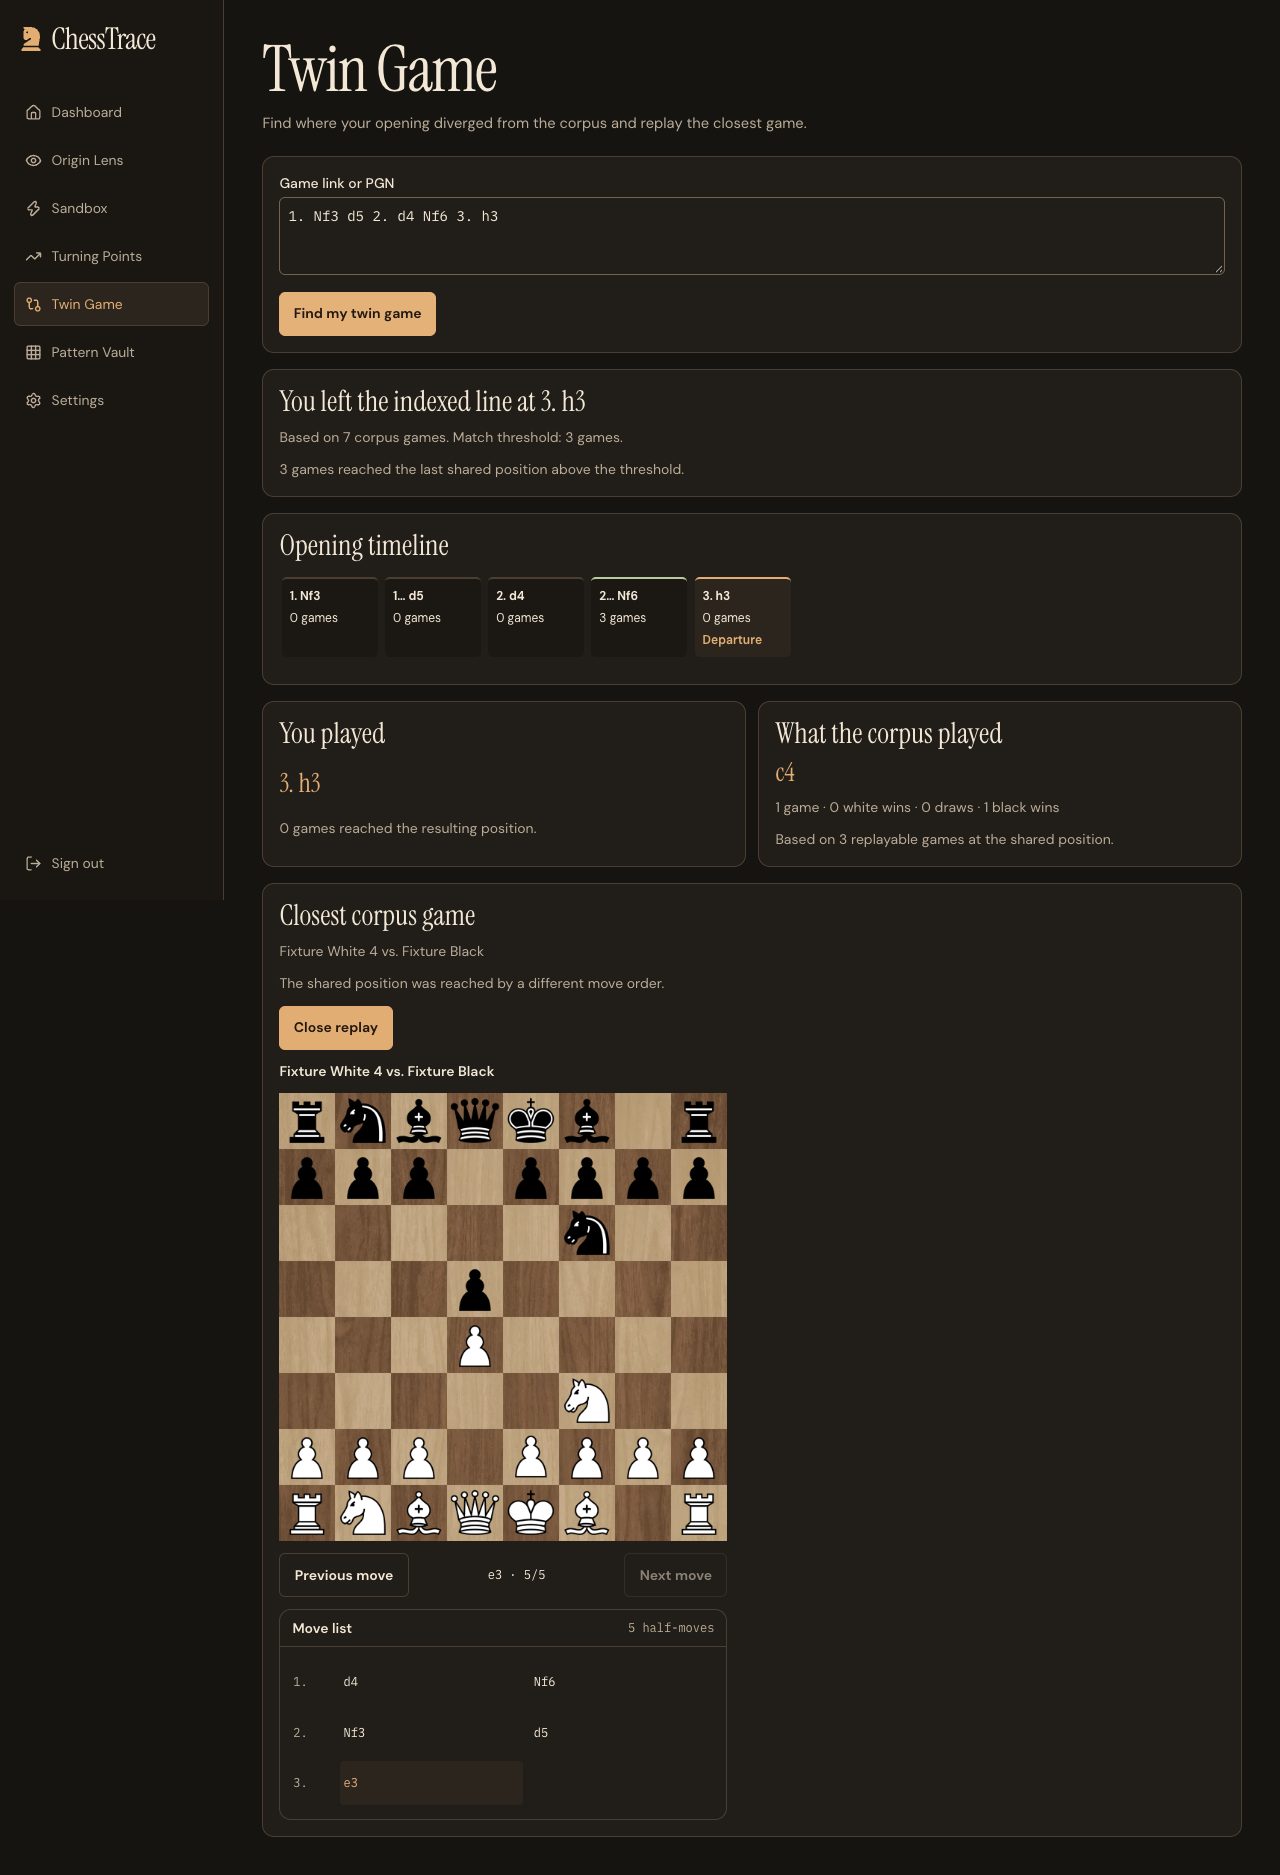 ChessTrace
Dashboard
Origin Lens
Sandbox
Turning Points
Twin Game
Pattern Vault
Settings
Sign out
Twin Game
Find where your opening diverged from the corpus and replay the closest game.
Game link or PGN
1. Nf3 d5 2. d4 Nf6 3. h3
Find my twin game
You left the indexed line at 3. h3
Based on 7 corpus games. Match threshold: 3 games.
3 games reached the last shared position above the threshold.
Opening timeline
1. Nf3
0 games
1… d5
0 games
2. d4
0 games
2… Nf6
3 games
3. h3
0 games
Departure
You played
3. h3
0 games reached the resulting position.
What the corpus played
c4
1 game · 0 white wins · 0 draws · 1 black wins
Based on 3 replayable games at the shared position.
Closest corpus game
Fixture White 4 vs. Fixture Black
The shared position was reached by a different move order.
Close replay
Fixture White 4 vs. Fixture Black
Previous move
e3 · 5/5
Next move
Move list
5 half-moves
1. d4 Nf6
2. Nf3 d5
3. e3